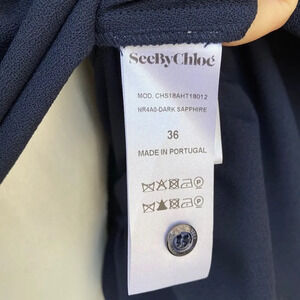 SeeByChloé
MOD. CHS18AHT18012
NR4A0-DARK SAPPHIRE
36
MADE IN PORTUGAL